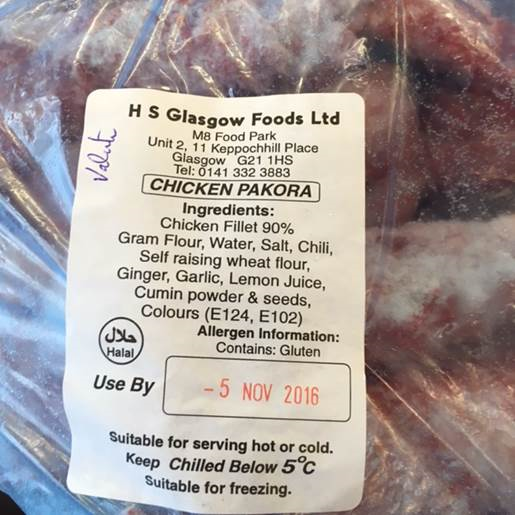 H S Glasgow Foods Ltd
M8 Food Park
Unit 2, 11 Keppochhill Place
Glasgow G21 1HS
Tel: 0141 332 3883
CHICKEN PAKORA
Ingredients:
Chicken Fillet 90%
Gram Flour, Water, Salt, Chili,
Self raising wheat flour,
Ginger, Garlic, Lemon Juice,
Cumin powder & seeds,
Colours (E124, E102)
Allergen Information:
Contains: Gluten
حلال
Halal
Use By
- 5 NOV 2016
Suitable for serving hot or cold.
Keep Chilled Below 5°C
Suitable for freezing.